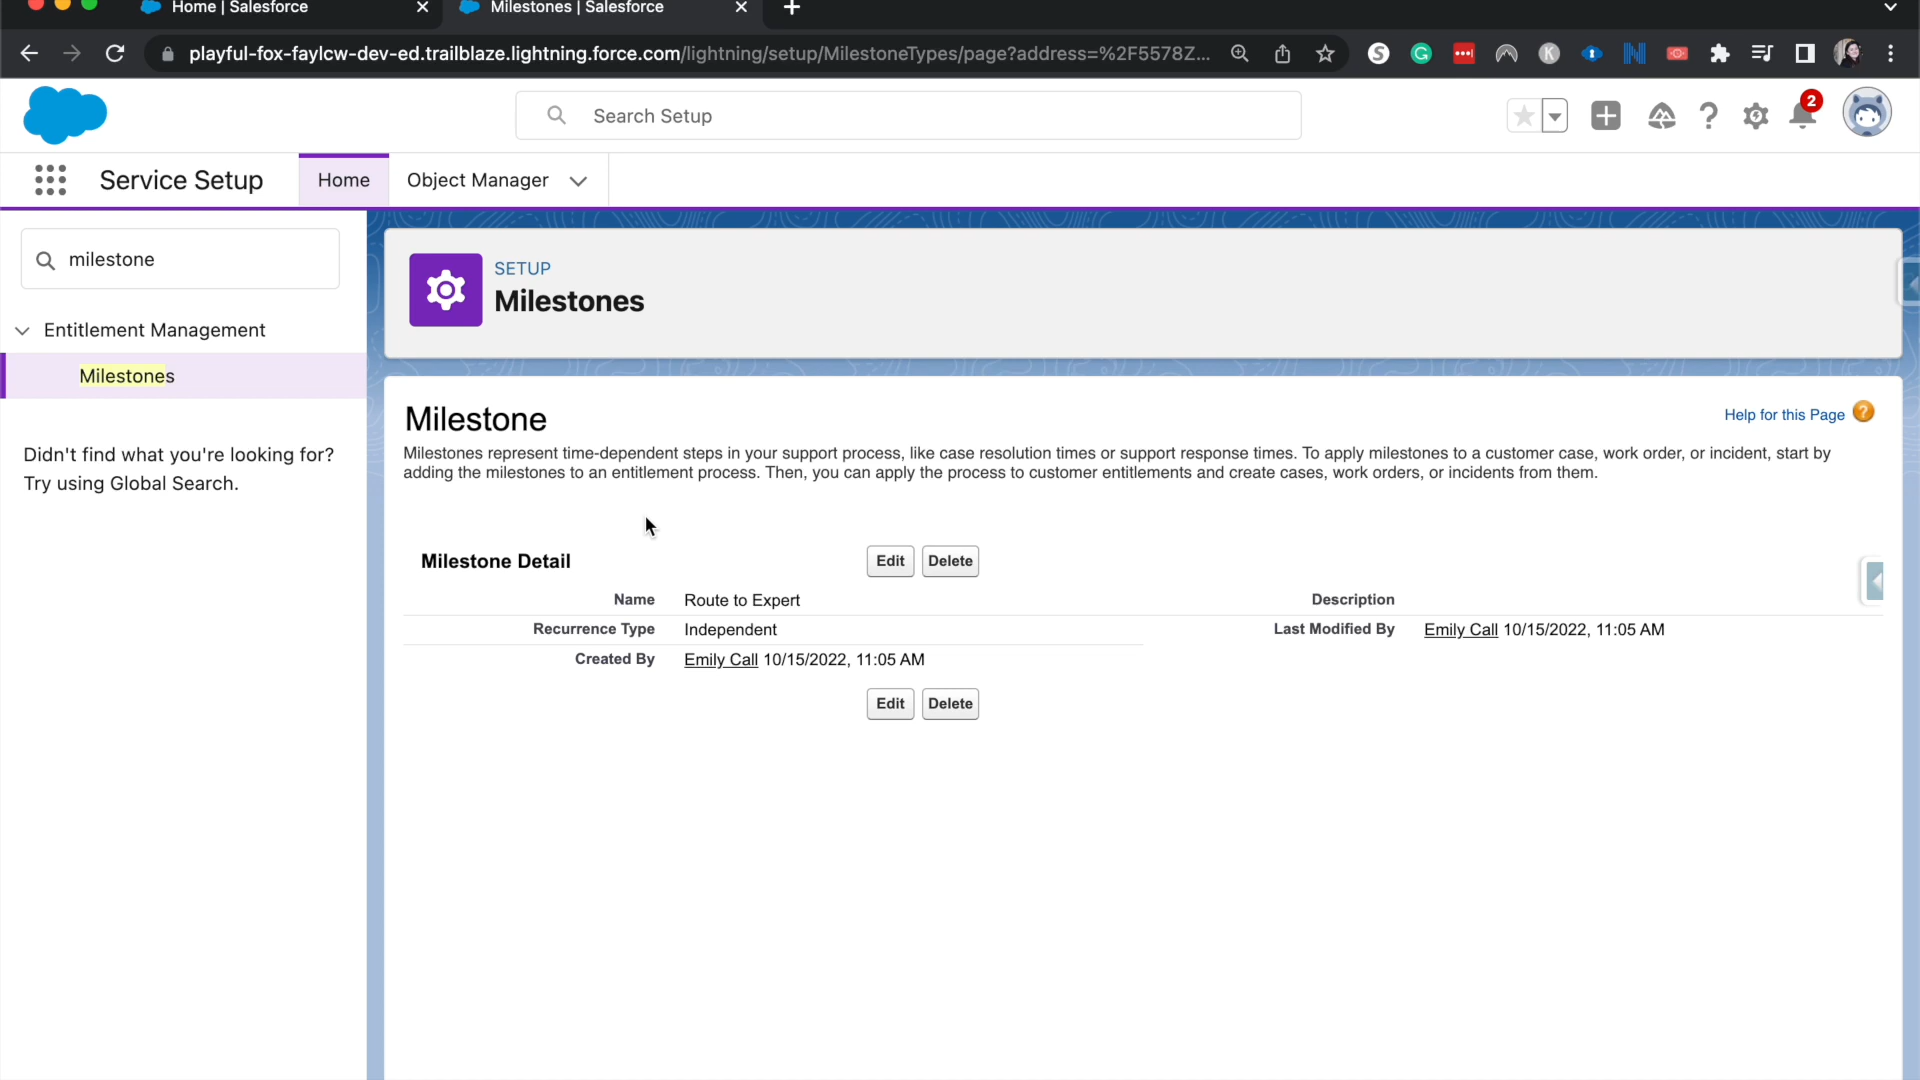 Home | Salesforce
Milestones | Salesforce
playful-fox-faylcw-dev-ed.trailblaze.lightning.force.com/lightning/setup/MilestoneTypes/page?address=%2F5578Z...
Search Setup
2
Service Setup
Home
Object Manager
milestone
Entitlement Management
Milestones
Didn't find what you're looking for?
Try using Global Search.
SETUP
Milestones
Milestone
Help for this Page
Milestones represent time-dependent steps in your support process, like case resolution times or support response times. To apply milestones to a customer case, work order, or incident, start by
adding the milestones to an entitlement process. Then, you can apply the process to customer entitlements and create cases, work orders, or incidents from them.
Milestone Detail
Edit
Delete
Name
Route to Expert
Description
Recurrence Type
Independent
Last Modified By
Emily Call 10/15/2022, 11:05 AM
Created By
Emily Call 10/15/2022, 11:05 AM
Edit
Delete